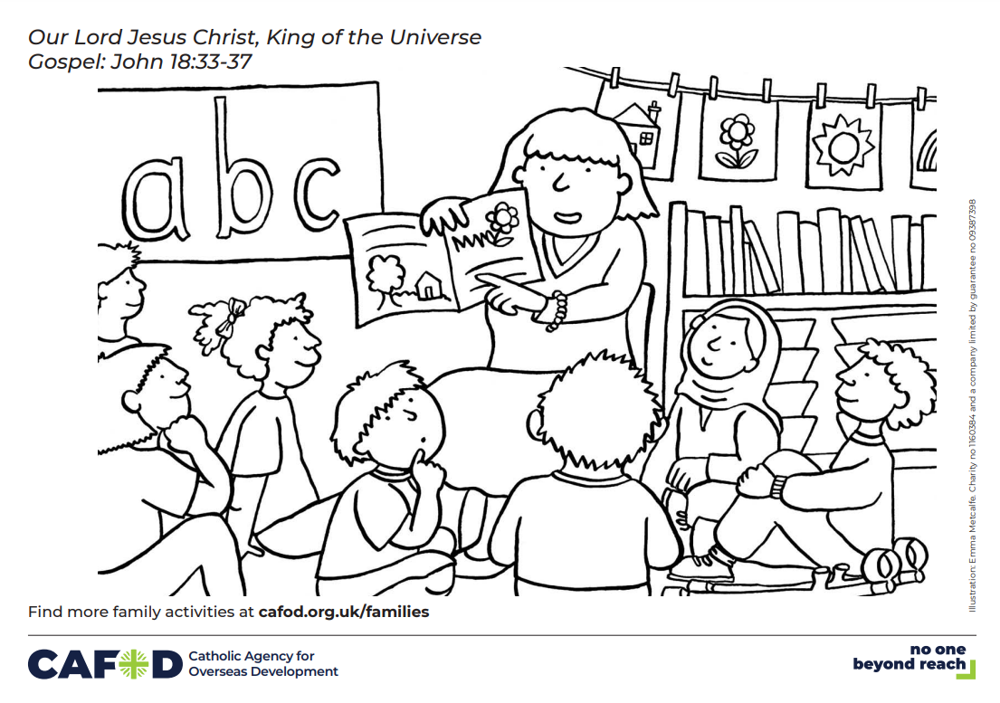 Our Lord Jesus Christ, King of the Universe
Gospel: John 18:33-37
abc
Illustration: Emma Metcalfe. Charity no 1160384 and a company limited by guarantee no 09387398
Find more family activities at cafod.org.uk/families
CAFOD
Catholic Agency for
Overseas Development
no one
beyond reach